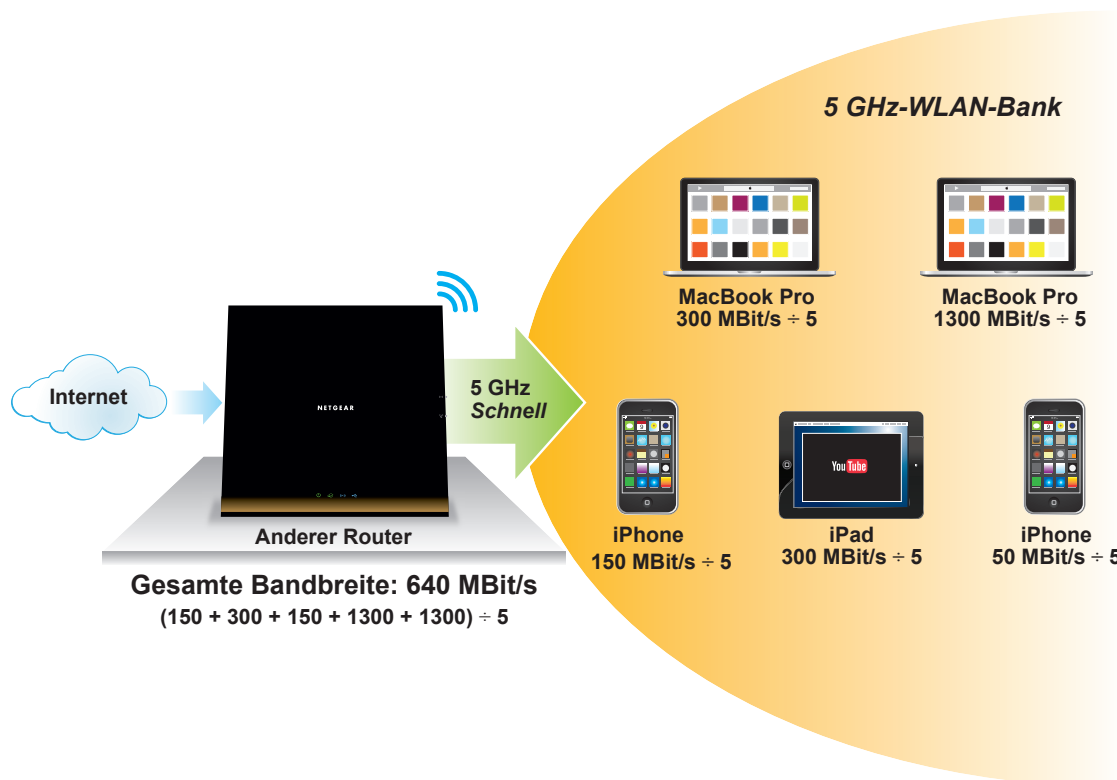 5 GHz-WLAN-Bank
MacBook Pro
300 MBit/s ÷ 5
MacBook Pro
1300 MBit/s ÷ 5
Internet
NETGEAR
5 GHz
Schnell
You Tube
Anderer Router
iPhone
150 MBit/s ÷ 5
iPad
300 MBit/s ÷ 5
iPhone
50 MBit/s ÷ 5
Gesamte Bandbreite: 640 MBit/s
(150 + 300 + 150 + 1300 + 1300) ÷ 5